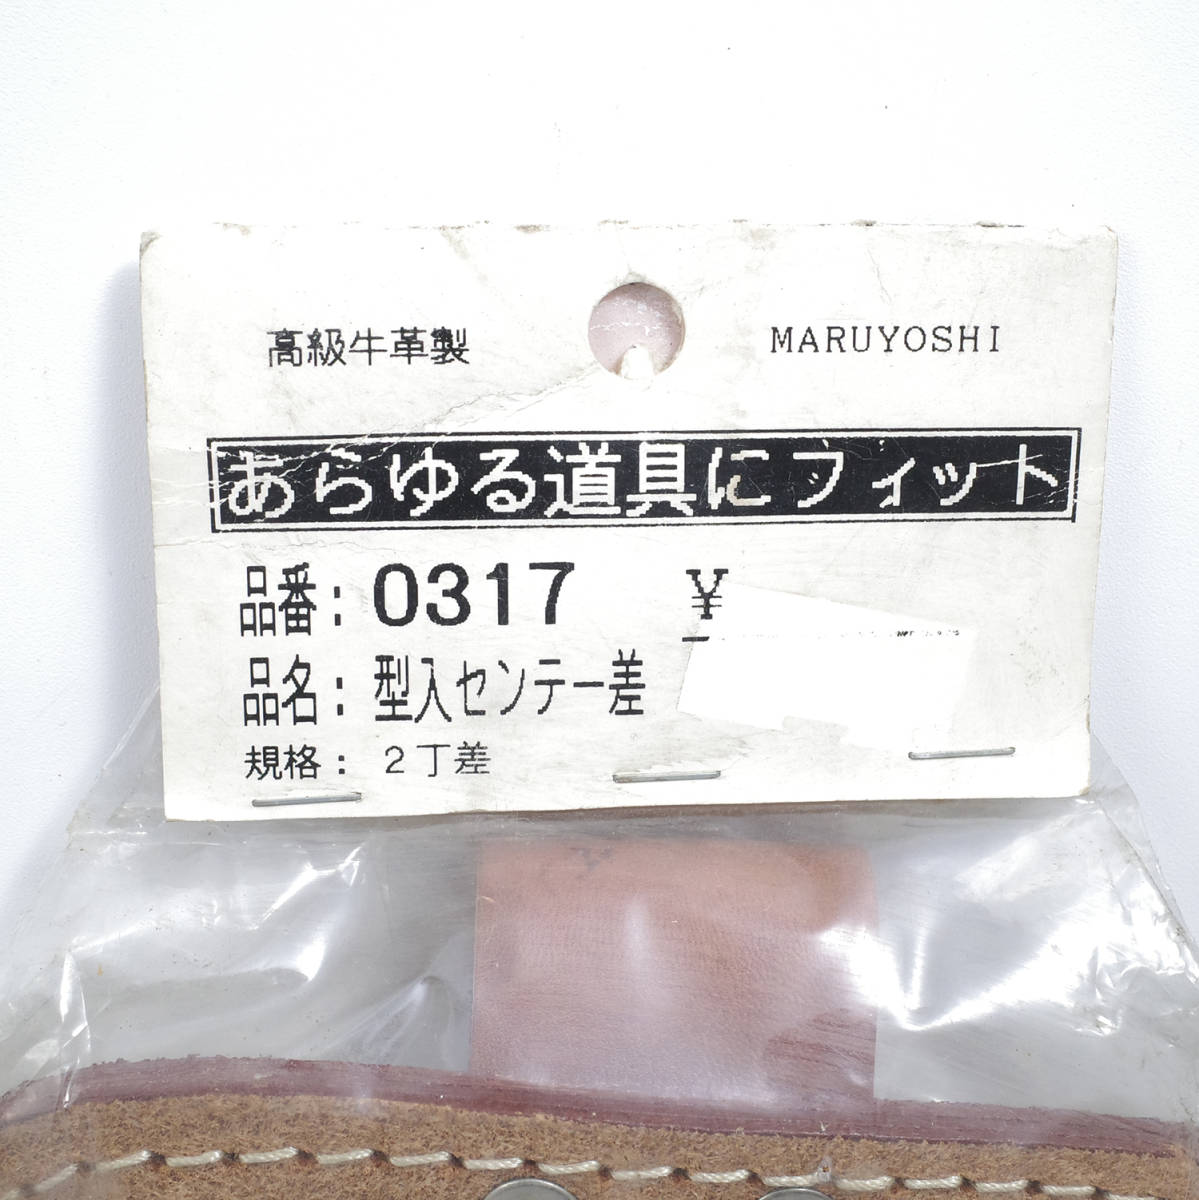 高級牛革製 MARUYOSHI
あらゆる道具にフィット
品番: 0317 ¥
品名: 型入センテー差
規格: 2丁差